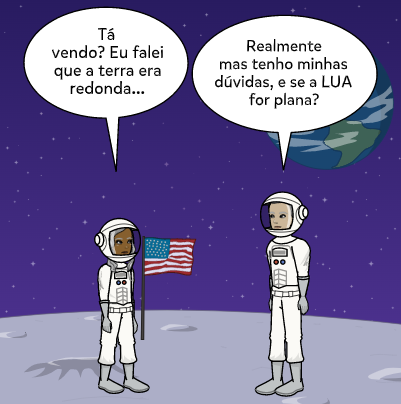 Tá
vendo? Eu falei
que a terra era
redonda...
Realmente
mas tenho minhas
dúvidas, e se a LUA
for plana?